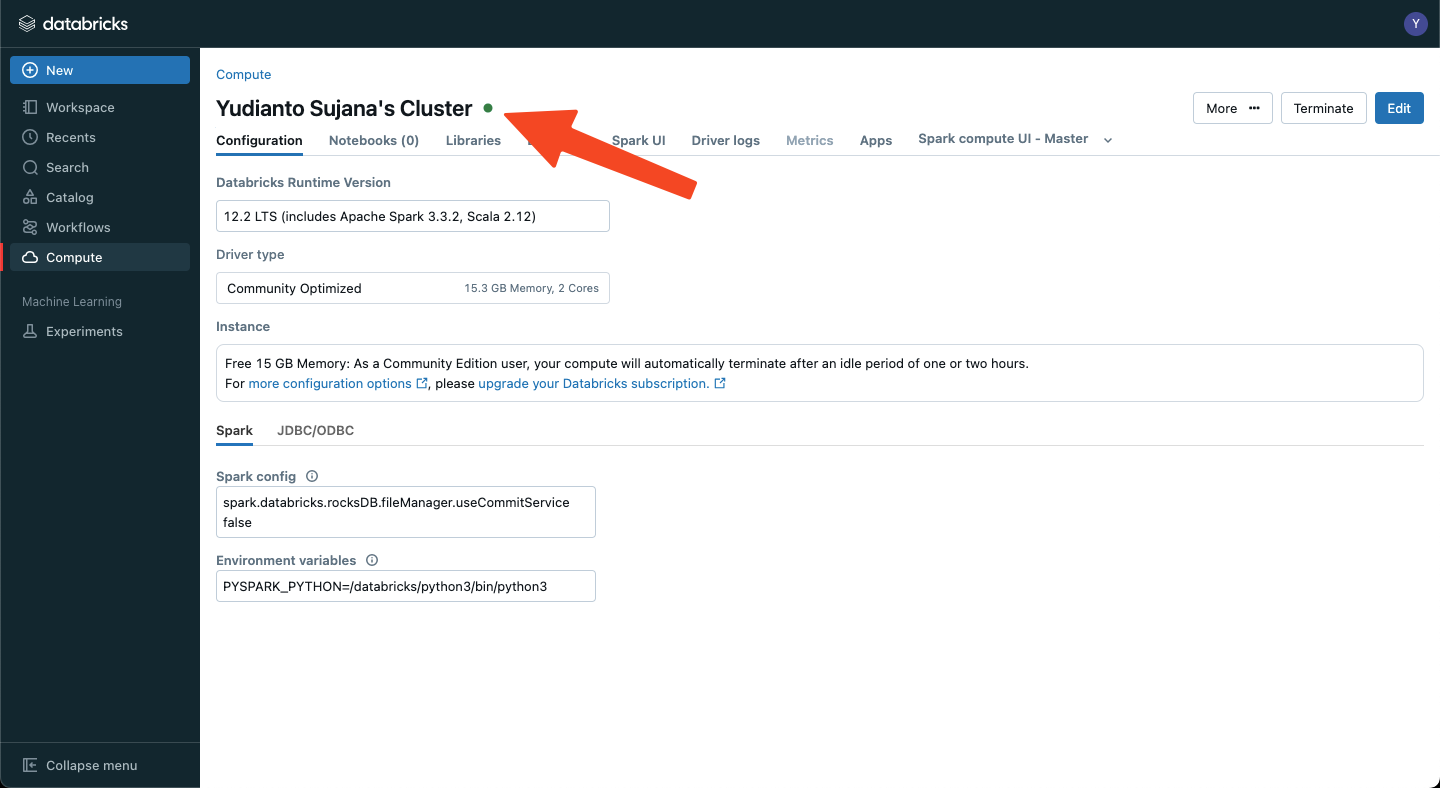 databricks
Y
New
Workspace
Recents
Search
Catalog
Workflows
Compute
Machine Learning
Experiments
Collapse menu
Compute
Yudianto Sujana's Cluster
More ···
Terminate
Edit
Configuration
Notebooks (0)
Libraries
Spark UI
Driver logs
Metrics
Apps
Spark compute UI - Master
Databricks Runtime Version
12.2 LTS (includes Apache Spark 3.3.2, Scala 2.12)
Driver type
Community Optimized 15.3 GB Memory, 2 Cores
Instance
Free 15 GB Memory: As a Community Edition user, your compute will automatically terminate after an idle period of one or two hours.
For more configuration options, please upgrade your Databricks subscription.
Spark
JDBC/ODBC
Spark config
spark.databricks.rocksDB.fileManager.useCommitService
false
Environment variables
PYSPARK_PYTHON=/databricks/python3/bin/python3